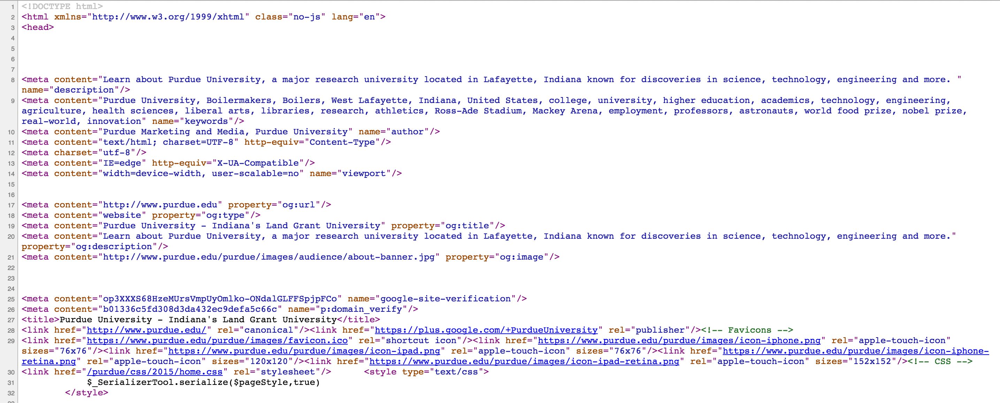 1 <!DOCTYPE html>
2 <html xmlns="http://www.w3.org/1999/xhtml" class="no-js" lang="en">
3 <head>
4
5
6
7
8 <meta content="Learn about Purdue University, a major research university located in Lafayette, Indiana known for discoveries in science, technology, engineering and more. "
name="description"/>
9 <meta content="Purdue University, Boilermakers, Boilers, West Lafayette, Indiana, United States, college, university, higher education, academics, technology, engineering,
agriculture, health sciences, liberal arts, libraries, research, athletics, Ross-Ade Stadium, Mackey Arena, employment, professors, astronauts, world food prize, nobel prize,
real-world, innovation" name="keywords"/>
10 <meta content="Purdue Marketing and Media, Purdue University" name="author"/>
11 <meta content="text/html; charset=UTF-8" http-equiv="Content-Type"/>
12 <meta charset="utf-8"/>
13 <meta content="IE=edge" http-equiv="X-UA-Compatible"/>
14 <meta content="width=device-width, user-scalable=no" name="viewport"/>
15
16
17 <meta content="http://www.purdue.edu" property="og:url"/>
18 <meta content="website" property="og:type"/>
19 <meta content="Purdue University - Indiana's Land Grant University" property="og:title"/>
20 <meta content="Learn about Purdue University, a major research university located in Lafayette, Indiana known for discoveries in science, technology, engineering and more."
property="og:description"/>
21 <meta content="http://www.purdue.edu/purdue/images/audience/about-banner.jpg" property="og:image"/>
22
23
24
25 <meta content="op3XXXS68HzeMUrsVmpUyOmlko-ONdalGLFFSpjpFCo" name="google-site-verification"/>
26 <meta content="b01336c5fd308d3da432ec9defa5c66c" name="p:domain_verify"/>
27 <title>Purdue University - Indiana's Land Grant University</title>
28 <link href="http://www.purdue.edu/" rel="canonical"/><link href="https://plus.google.com/+PurdueUniversity" rel="publisher"/><!-- Favicons -->
29 <link href="https://www.purdue.edu/purdue/images/favicon.ico" rel="shortcut icon"/><link href="https://www.purdue.edu/purdue/images/icon-iphone.png" rel="apple-touch-icon"
sizes="76x76"/><link href="https://www.purdue.edu/purdue/images/icon-ipad.png" rel="apple-touch-icon" sizes="76x76"/><link href="https://www.purdue.edu/purdue/images/icon-iphone-
retina.png" rel="apple-touch-icon" sizes="120x120"/><link href="https://www.purdue.edu/purdue/images/icon-ipad-retina.png" rel="apple-touch-icon" sizes="152x152"/><!-- CSS -->
30 <link href="/purdue/css/2015/home.css" rel="stylesheet"/> <style type="text/css">
31 $_SerializerTool.serialize($pageStyle,true)
32 </style>